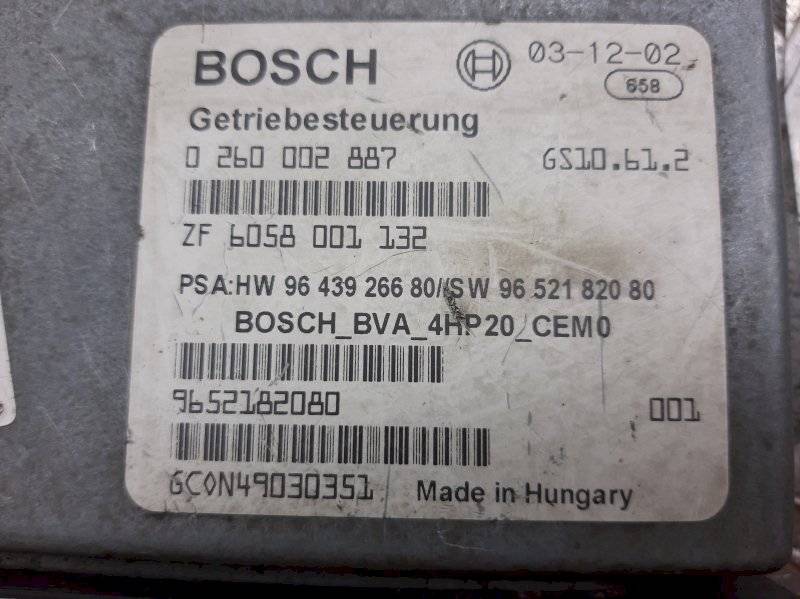 BOSCH 03-12-02
658
Getriebesteuerung
0 260 002 887 GS10.61.2
ZF 6058 001 132
PSA:HW 96 439 266 80//SW 96 521 820 80
BOSCH_BVA_4HP20_CEM0
9652182080 001
GC0N49030351 Made in Hungary